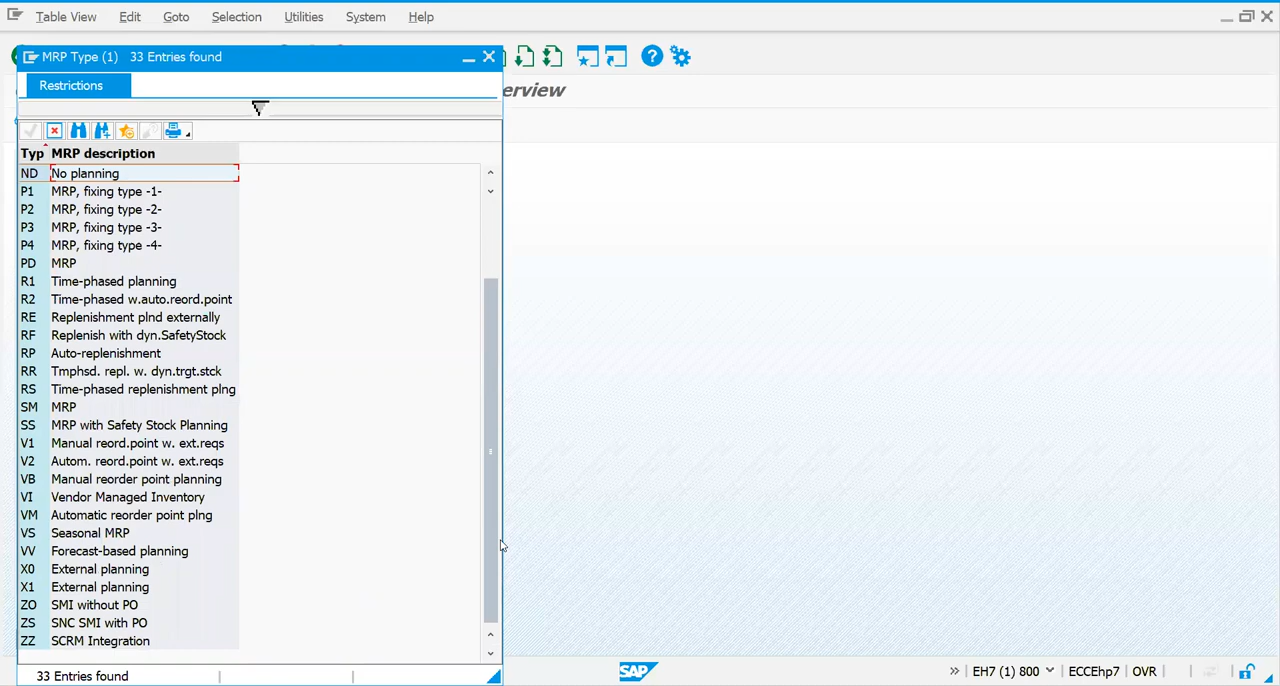 Table View Edit Goto Selection Utilities System Help
MRP Type (1) 33 Entries found
Restrictions
erview
Typ MRP description
ND No planning
P1 MRP, fixing type -1-
P2 MRP, fixing type -2-
P3 MRP, fixing type -3-
P4 MRP, fixing type -4-
PD MRP
R1 Time-phased planning
R2 Time-phased w.auto.reord.point
RE Replenishment plnd externally
RF Replenish with dyn.SafetyStock
RP Auto-replenishment
RR Tmphsd. repl. w. dyn.trgt.stck
RS Time-phased replenishment plng
SM MRP
SS MRP with Safety Stock Planning
V1 Manual reord.point w. ext.reqs
V2 Autom. reord.point w. ext.reqs
VB Manual reorder point planning
VI Vendor Managed Inventory
VM Automatic reorder point plng
VS Seasonal MRP
VV Forecast-based planning
X0 External planning
X1 External planning
ZO SMI without PO
ZS SNC SMI with PO
ZZ SCRM Integration
33 Entries found
SAP
EH7 (1) 800 ECCEhp7 OVR